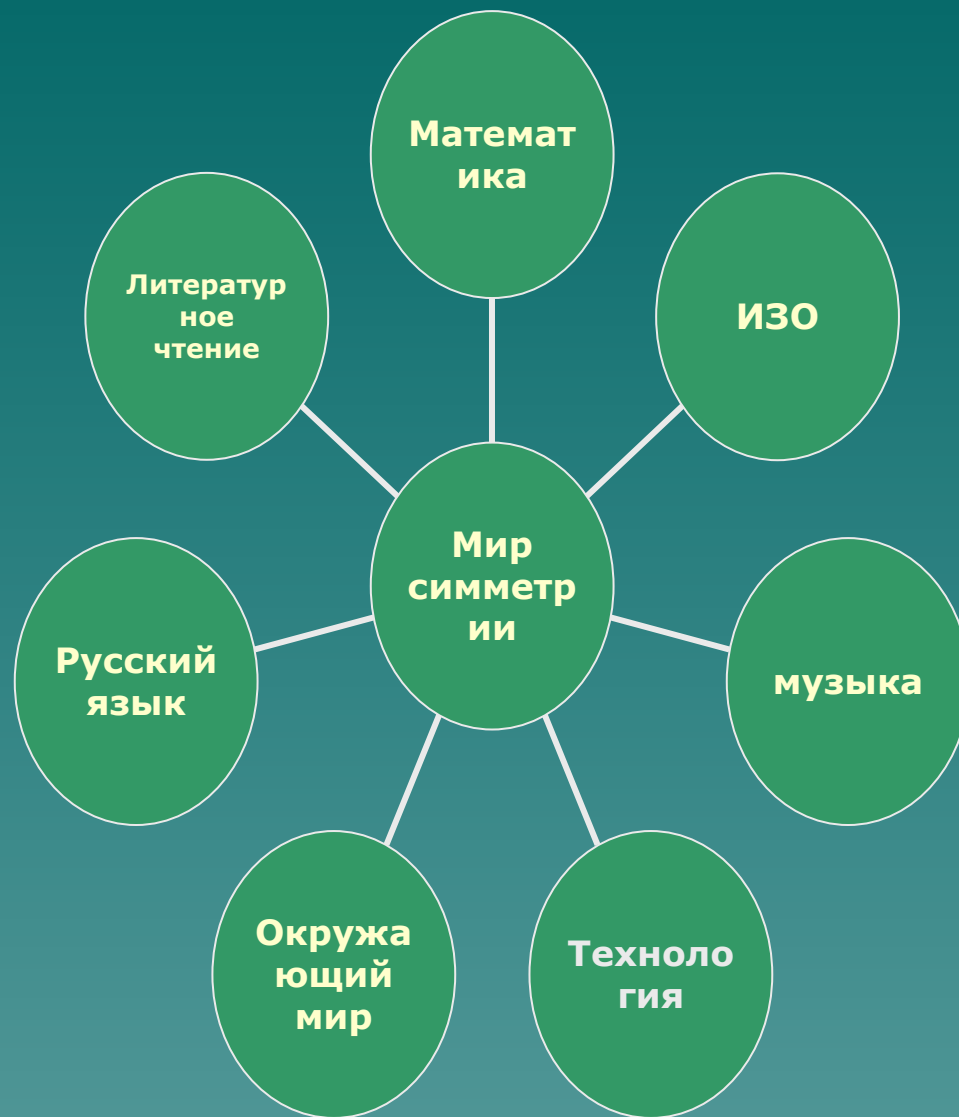 Математ
ика
Литератур
ное
чтение
ИЗО
Мир
симметр
ии
Русский
язык
музыка
Окружа
ющий
мир
Техноло
гия